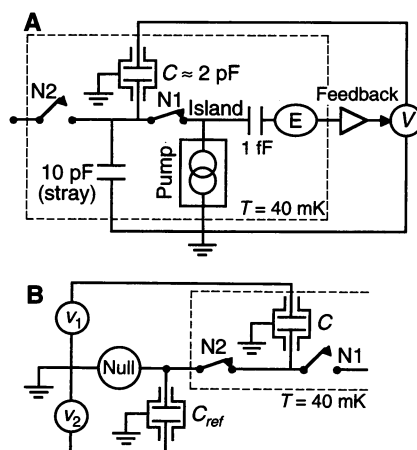 A
N2
C ≈ 2 pF
N1
Island
Feedback
E
V
1 fF
10 pF
(stray)
Pump
T = 40 mK
B
V1
C
N2
N1
Null
T = 40 mK
V2
Cref